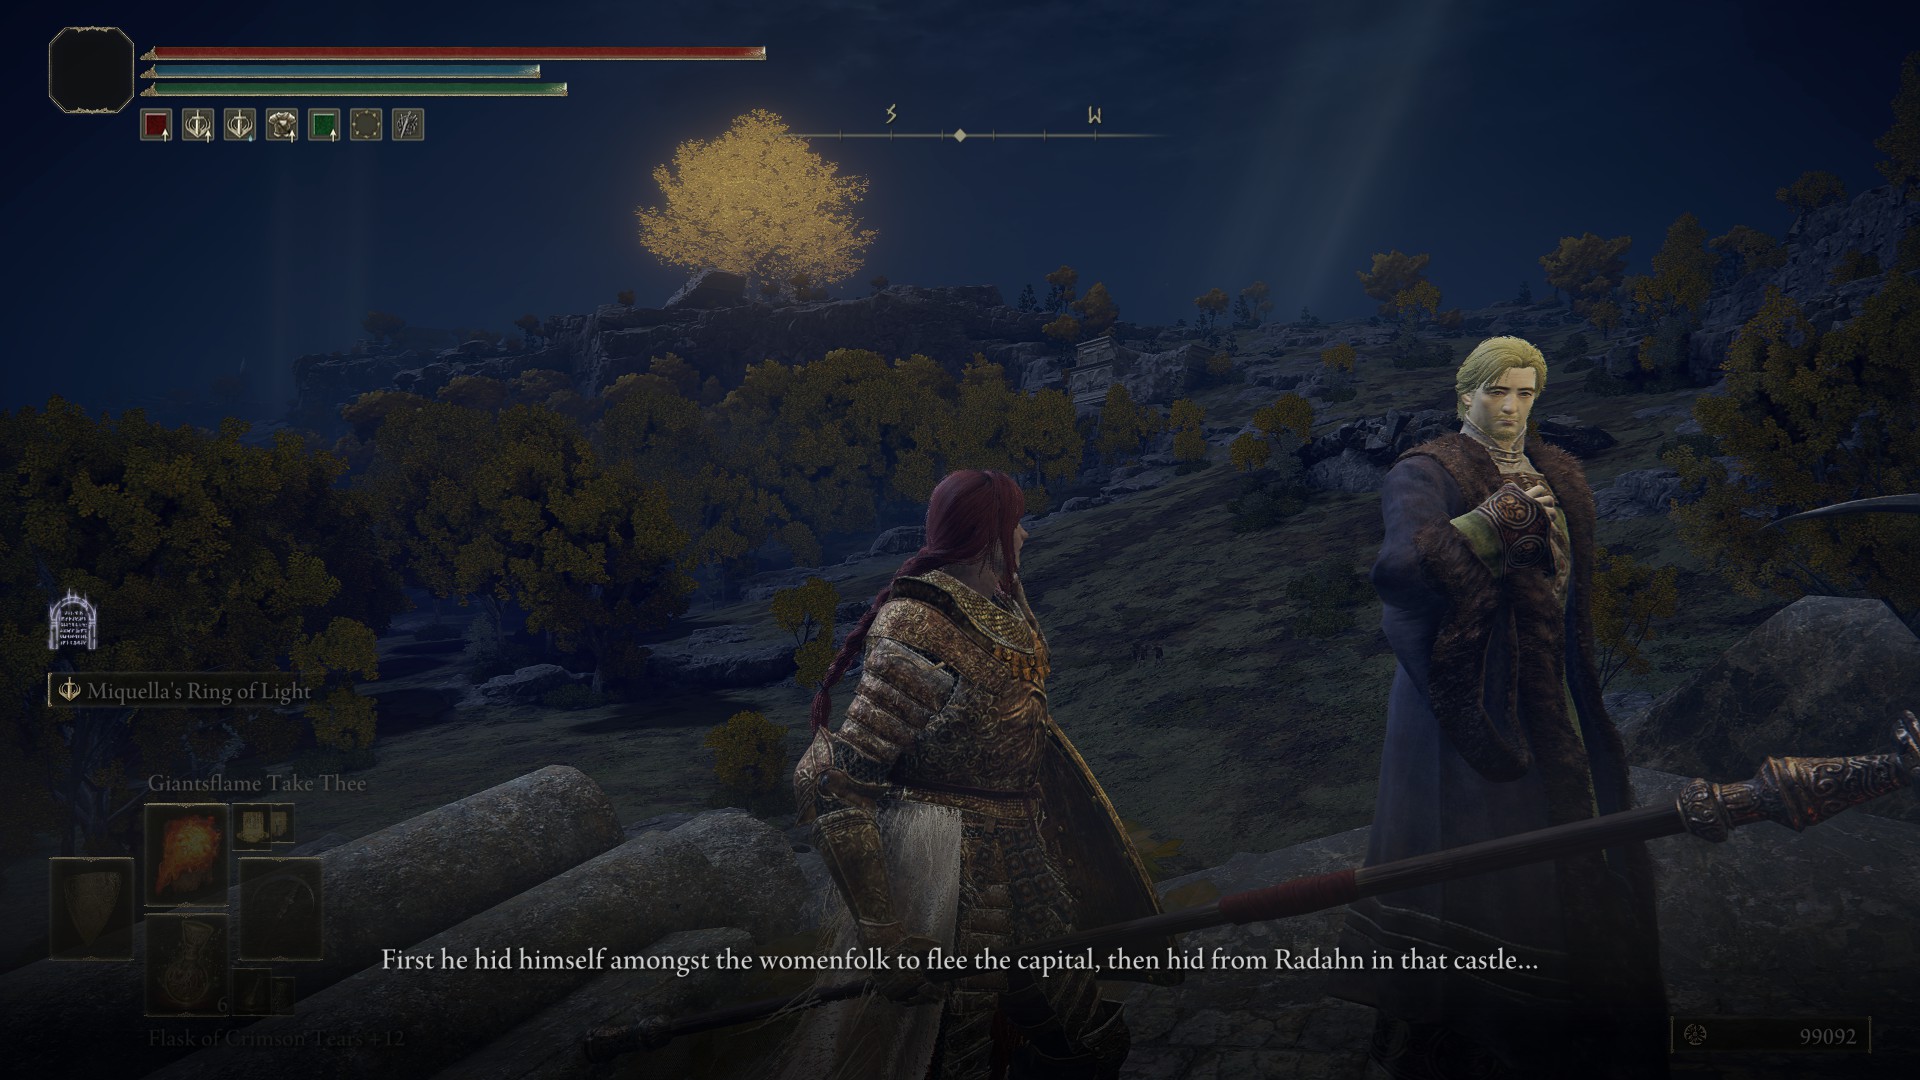 S
W
Miquella's Ring of Light
Giantsflame Take Thee
6
Flask of Crimson Tears +12
First he hid himself amongst the womenfolk to flee the capital, then hid from Radahn in that castle...
99092